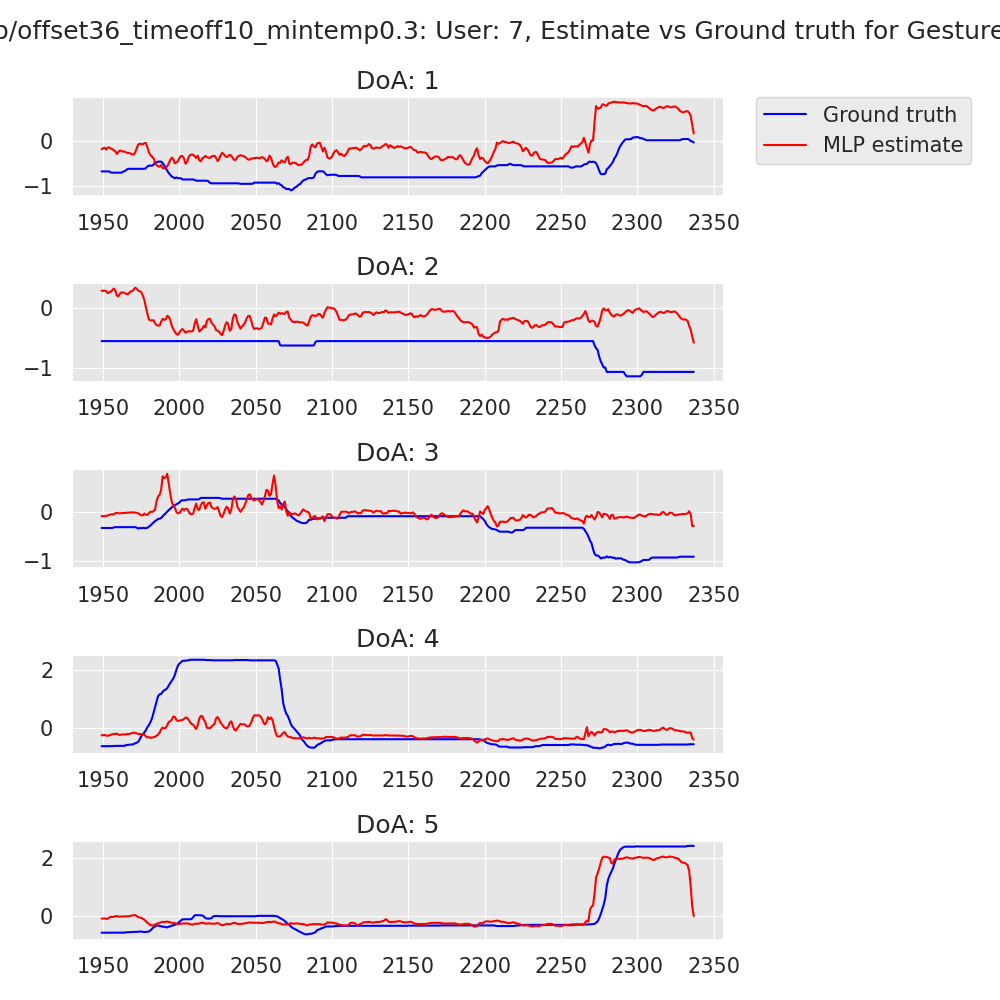 /offset36_timeoff10_mintemp0.3: User: 7, Estimate vs Ground truth for Gesture
DoA: 1
Ground truth
MLP estimate
0
−1
1950 2000 2050 2100 2150 2200 2250 2300 2350
DoA: 2
0
−1
1950 2000 2050 2100 2150 2200 2250 2300 2350
DoA: 3
0
−1
1950 2000 2050 2100 2150 2200 2250 2300 2350
DoA: 4
2
0
1950 2000 2050 2100 2150 2200 2250 2300 2350
DoA: 5
2
0
1950 2000 2050 2100 2150 2200 2250 2300 2350